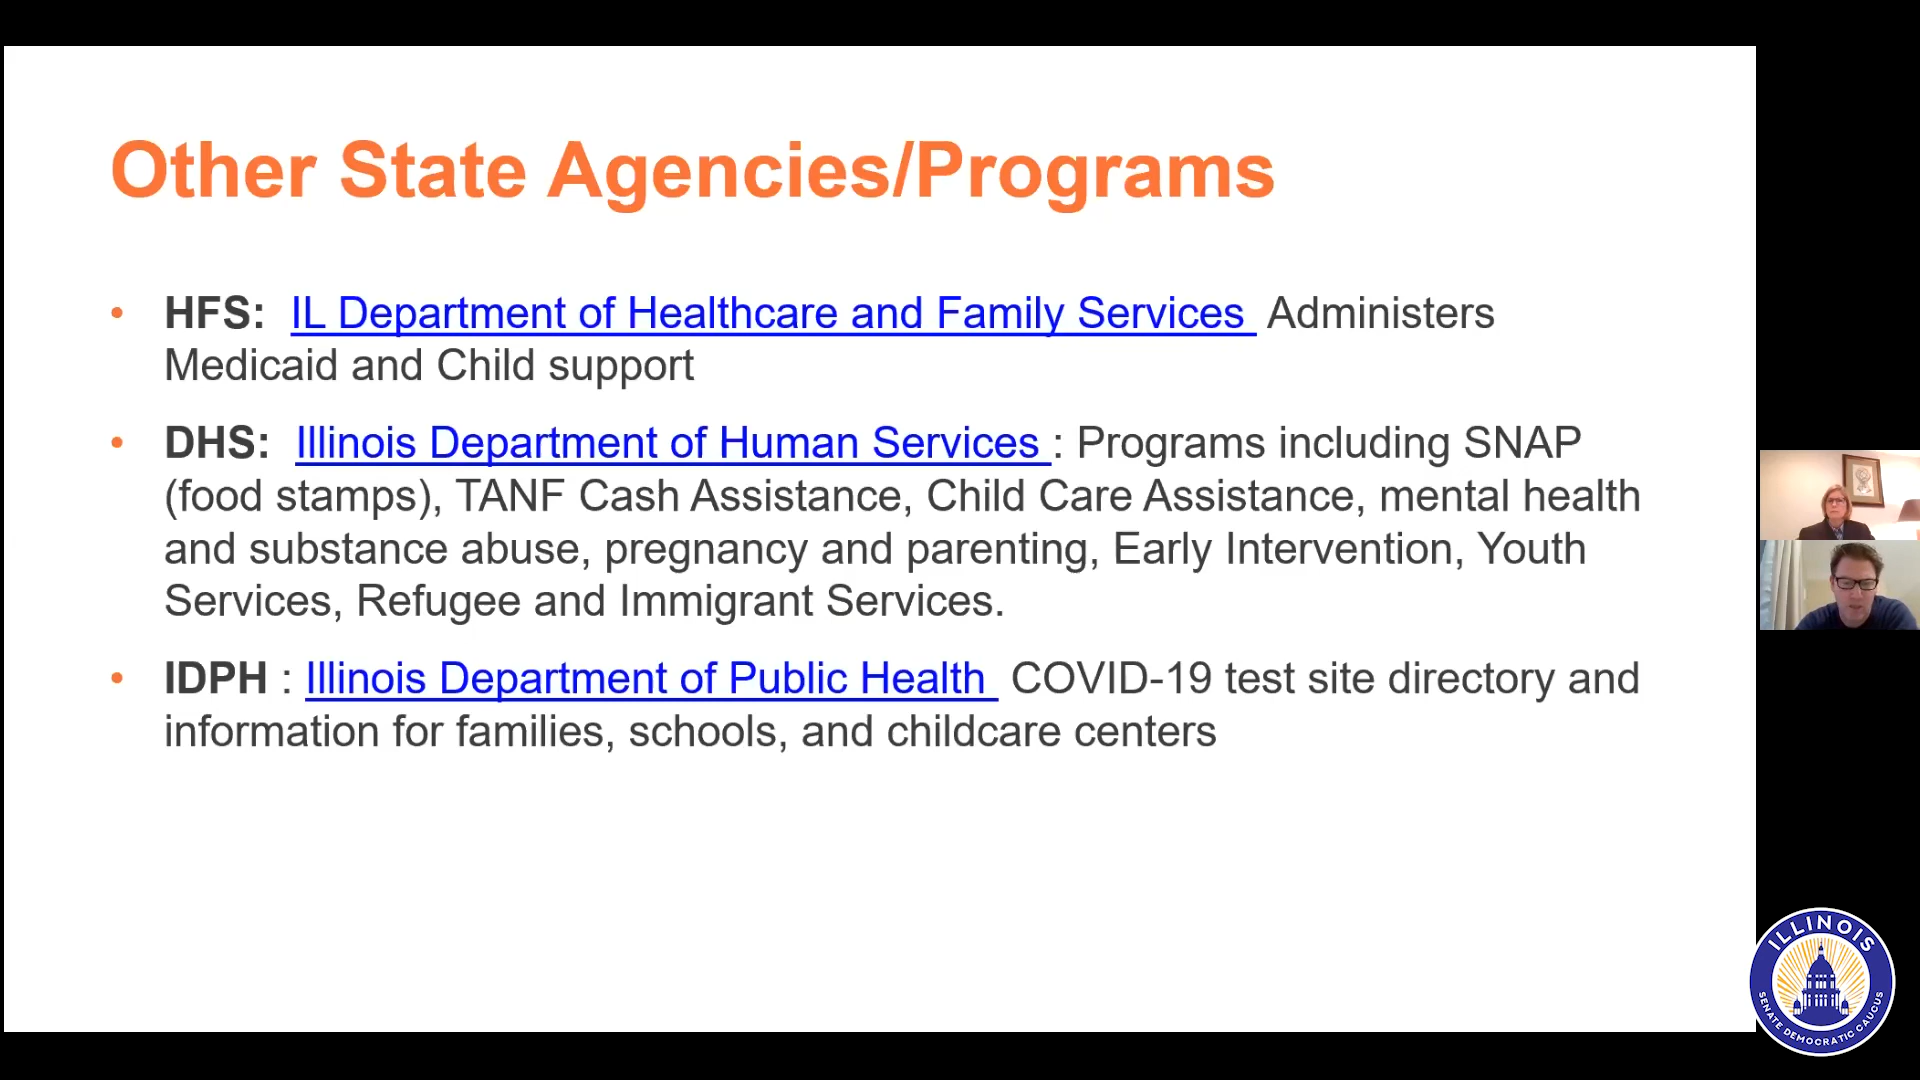 Other State Agencies/Programs
• HFS: IL Department of Healthcare and Family Services Administers
Medicaid and Child support
• DHS: Illinois Department of Human Services : Programs including SNAP
(food stamps), TANF Cash Assistance, Child Care Assistance, mental health
and substance abuse, pregnancy and parenting, Early Intervention, Youth
Services, Refugee and Immigrant Services.
• IDPH : Illinois Department of Public Health COVID-19 test site directory and
information for families, schools, and childcare centers
ILLINOIS
SENATE DEMOCRATIC CAUCUS